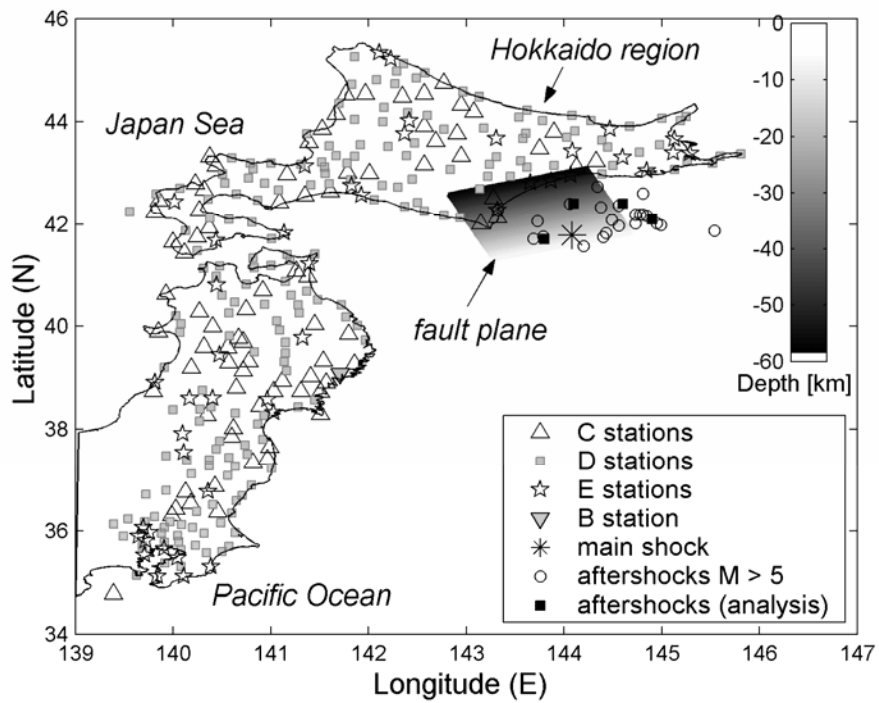 Hokkaido region
Japan Sea
fault plane
Pacific Ocean
46
44
42
40
38
36
34
Latitude (N)
139
140
141
142
143
144
145
146
147
Longitude (E)
0
-10
-20
-30
-40
-50
-60
Depth [km]
C stations
D stations
E stations
B station
main shock
aftershocks M > 5
aftershocks (analysis)